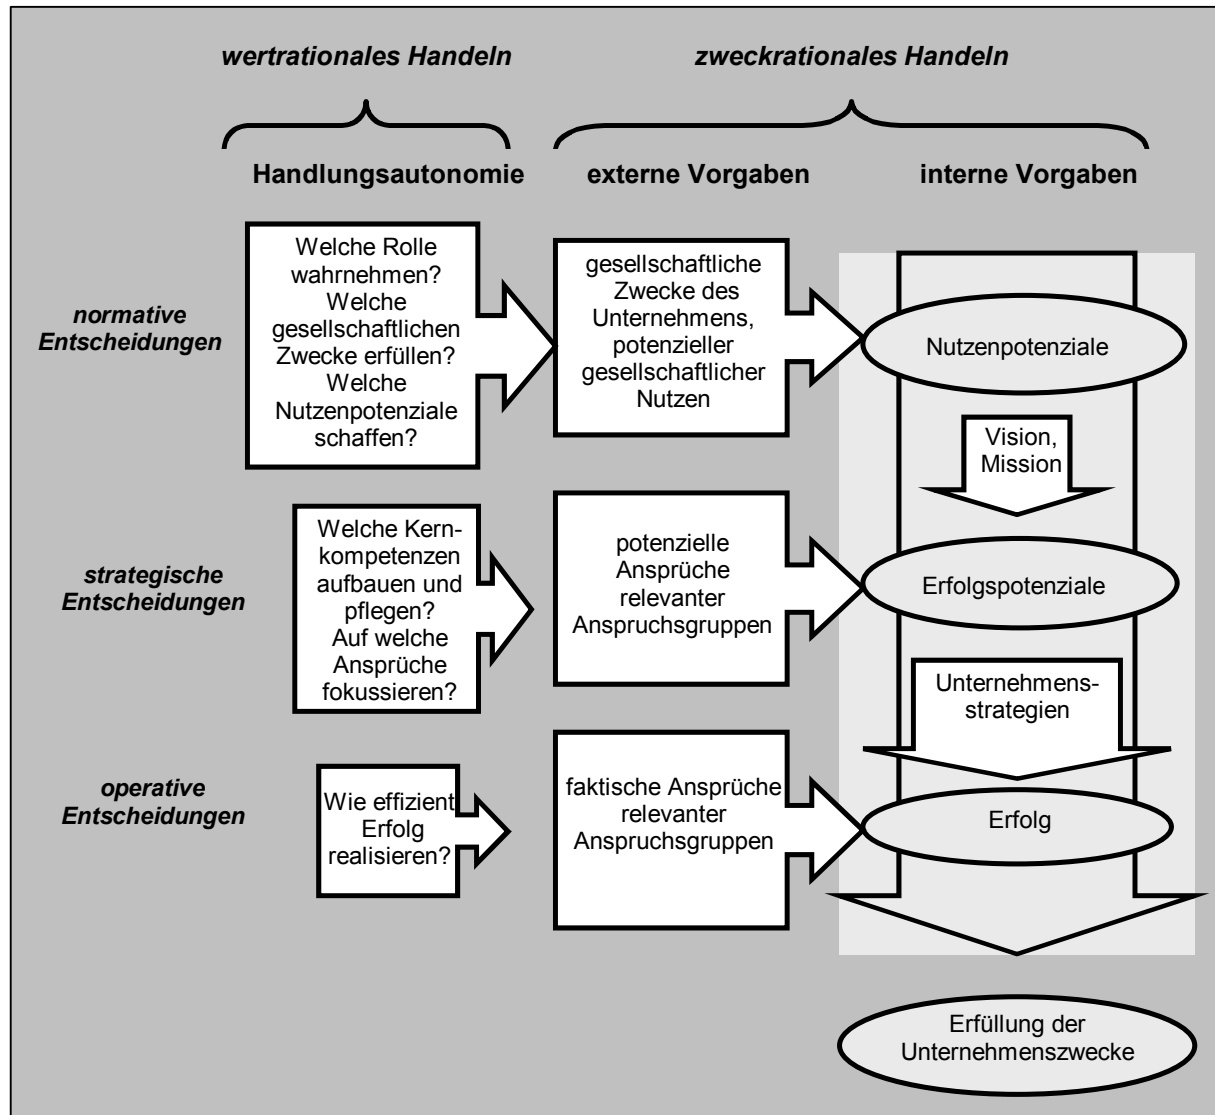 wertrationales Handeln
zweckrationales Handeln
Handlungsautonomie
externe Vorgaben
interne Vorgaben
normative
Entscheidungen
Welche Rolle
wahrnehmen?
Welche
gesellschaftlichen
Zwecke erfüllen?
Welche
Nutzenpotenziale
schaffen?
gesellschaftliche
Zwecke des
Unternehmens,
potenzieller
gesellschaftlicher
Nutzen
Nutzenpotenziale
Vision,
Mission
strategische
Entscheidungen
Welche Kern-
kompetenzen
aufbauen und
pflegen?
Auf welche
Ansprüche
fokussieren?
potenzielle
Ansprüche
relevanter
Anspruchsgruppen
Erfolgspotenziale
Unternehmens-
strategien
operative
Entscheidungen
Wie effizient
Erfolg
realisieren?
faktische Ansprüche
relevanter
Anspruchsgruppen
Erfolg
Erfüllung der
Unternehmenszwecke